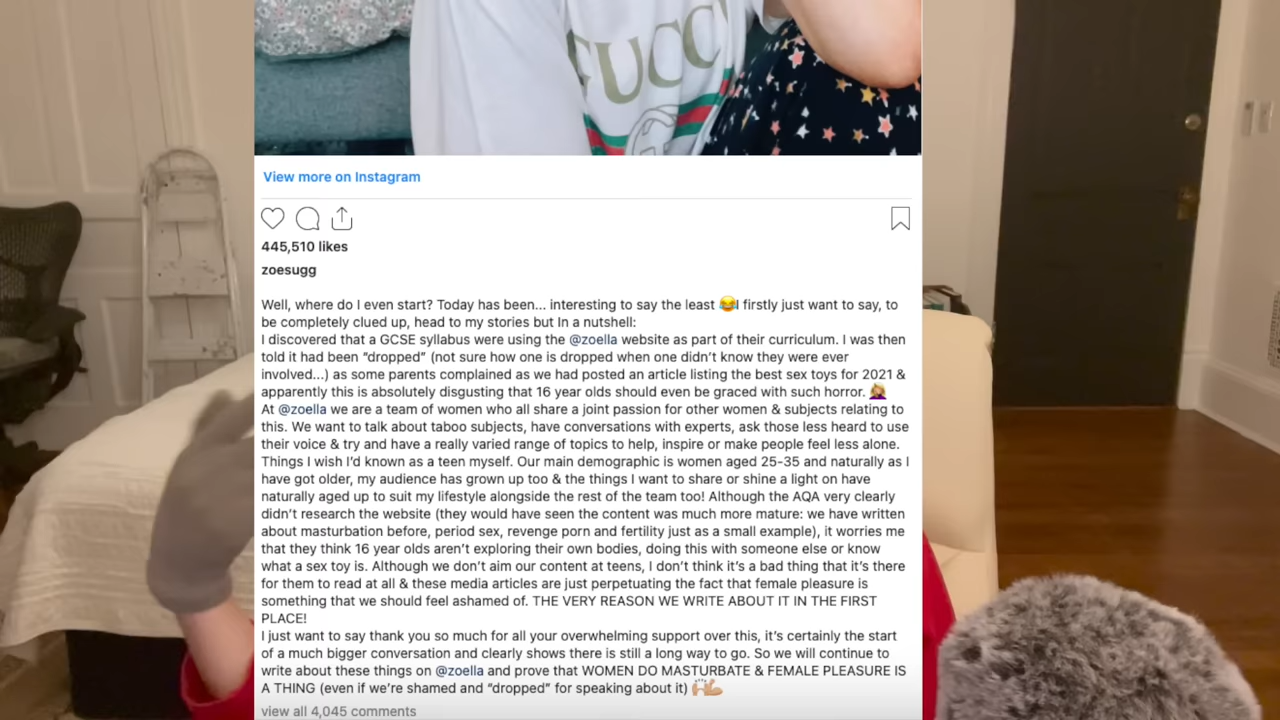 GUCC
View more on Instagram
445,510 likes
zoesugg
Well, where do I even start? Today has been... interesting to say the least 😂I firstly just want to say, to
be completely clued up, head to my stories but In a nutshell:
I discovered that a GCSE syllabus were using the @zoella website as part of their curriculum. I was then
told it had been “dropped” (not sure how one is dropped when one didn’t know they were ever
involved...) as some parents complained as we had posted an article listing the best sex toys for 2021 &
apparently this is absolutely disgusting that 16 year olds should even be graced with such horror. 🤦🏼‍♀️
At @zoella we are a team of women who all share a joint passion for other women & subjects relating to
this. We want to talk about taboo subjects, have conversations with experts, ask those less heard to use
their voice & try and have a really varied range of topics to help, inspire or make people feel less alone.
Things I wish I’d known as a teen myself. Our main demographic is women aged 25-35 and naturally as I
have got older, my audience has grown up too & the things I want to share or shine a light on have
naturally aged up to suit my lifestyle alongside the rest of the team too! Although the AQA very clearly
didn’t research the website (they would have seen the content was much more mature: we have written
about masturbation before, period sex, revenge porn and fertility just as a small example), it worries me
that they think 16 year olds aren’t exploring their own bodies, doing this with someone else or know
what a sex toy is. Although we don’t aim our content at teens, I don’t think it’s a bad thing that it’s there
for them to read at all & these media articles are just perpetuating the fact that female pleasure is
something that we should feel ashamed of. THE VERY REASON WE WRITE ABOUT IT IN THE FIRST
PLACE!
I just want to say thank you so much for all your overwhelming support over this, it’s certainly the start
of a much bigger conversation and clearly shows there is still a long way to go. So we will continue to
write about these things on @zoella and prove that WOMEN DO MASTURBATE & FEMALE PLEASURE IS
A THING (even if we’re shamed and “dropped” for speaking about it) 🙌🏼💪🏼
view all 4,045 comments